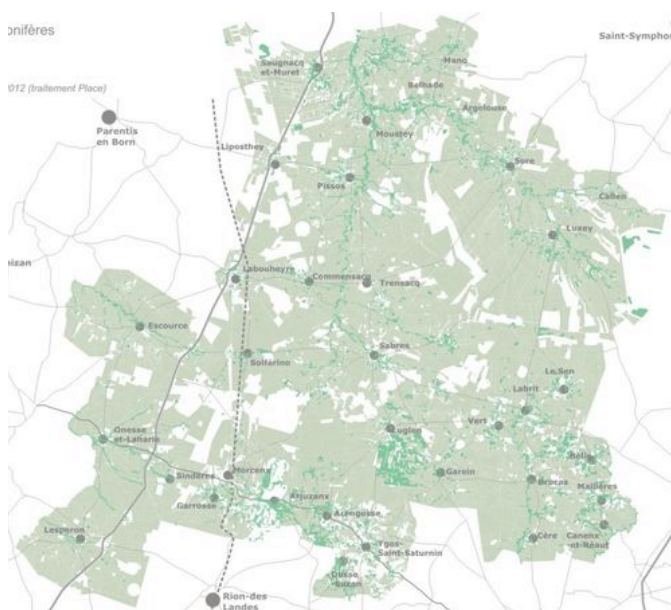 onifères
Saint-Sympho
Saugnacq
et-Muret
Mano
2012 (traitement Place)
Belhade
Argelouse
Parentis
en Born
Moustey
Liposthey
Sore
Pissos
Callen
Luxey
izan
Labouheyre
Commensacq
Trensacq
Escource
Solférino
Sabres
Le Sen
Labrit
Onesse
et-Laharie
Luglon
Vert
Morcenx
Bélis
Sindères
Garein
Brocas
Maillères
Garrosse
Arjuzanx
Arengosse
Lesperon
Cère
Canenx
et-Réaut
Ygos-
Saint-Saturnin
Ousse
Suzan
Rion-des
Landes